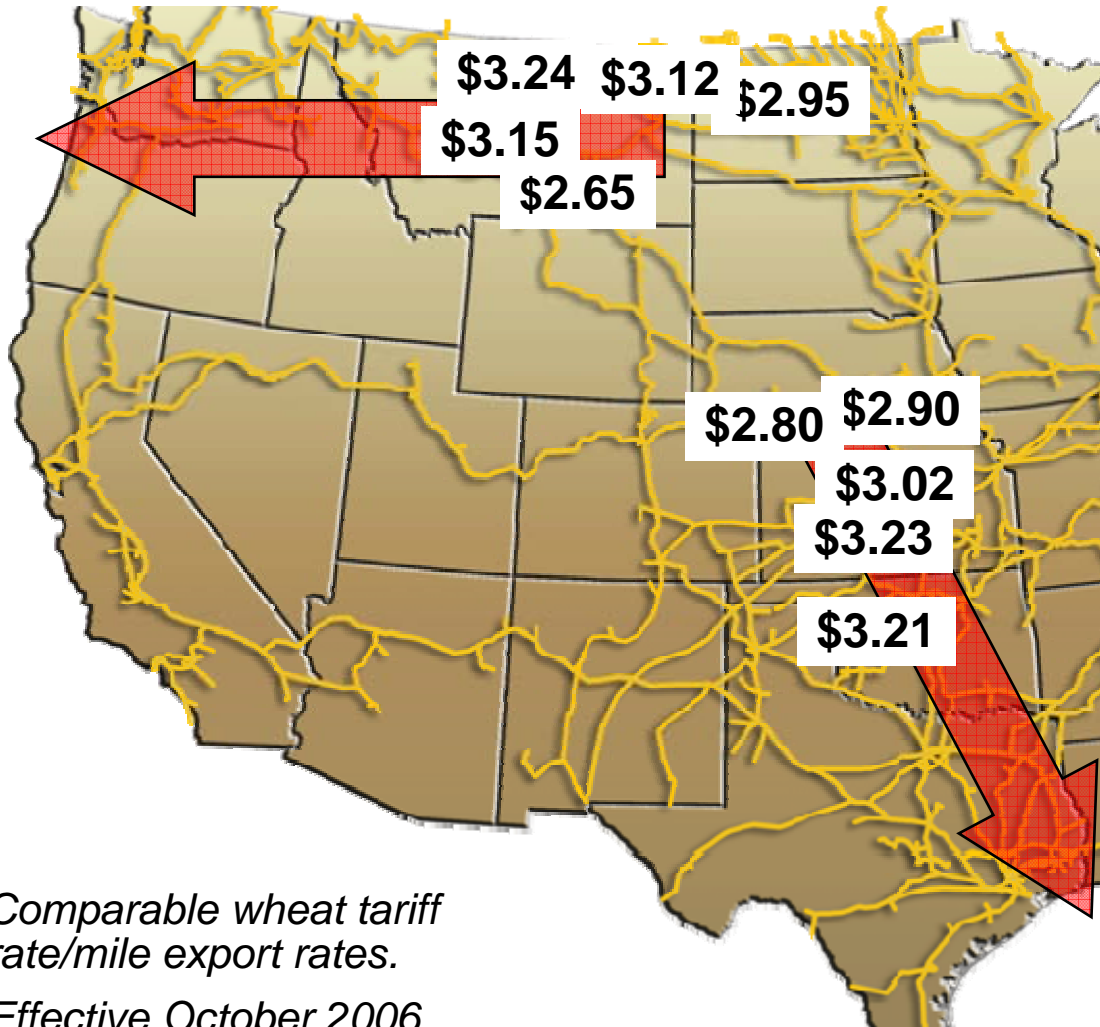 $3.24 $3.12 $2.95
$3.15
$2.65
$2.80 $2.90
$3.02
$3.23
$3.21
Comparable wheat tariff
rate/mile export rates.
Effective October 2006